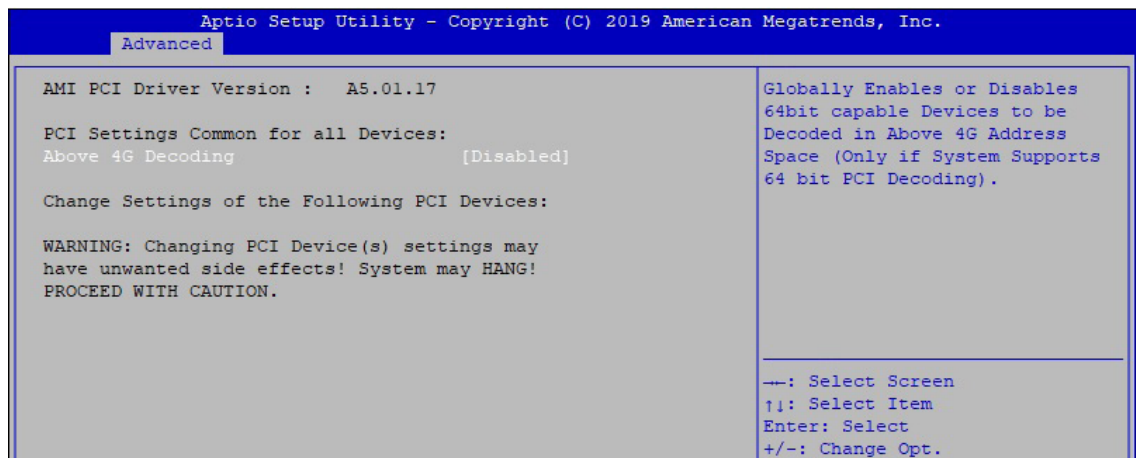 Aptio Setup Utility - Copyright (C) 2019 American Megatrends, Inc.
Advanced
AMI PCI Driver Version :   A5.01.17
PCI Settings Common for all Devices:
Above 4G Decoding   [Disabled]
Change Settings of the Following PCI Devices:
WARNING: Changing PCI Device(s) settings may
have unwanted side effects! System may HANG!
PROCEED WITH CAUTION.
Globally Enables or Disables
64bit capable Devices to be
Decoded in Above 4G Address
Space (Only if System Supports
64 bit PCI Decoding).
→←: Select Screen
↑↓: Select Item
Enter: Select
+/-: Change Opt.